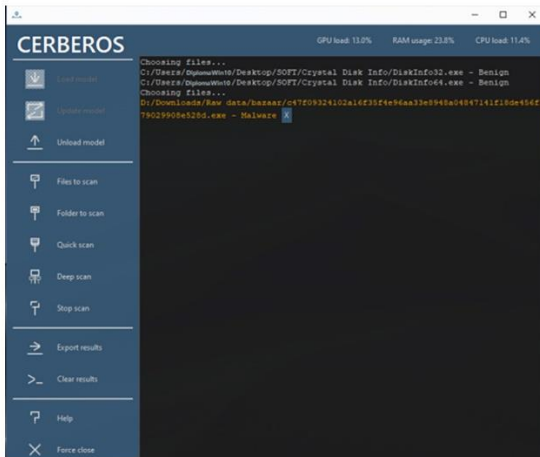 CERBEROS
GPU load: 13.0% RAM usage: 23.8% CPU load: 11.4%
Load model
Update model
Unload model
Files to scan
Folder to scan
Quick scan
Deep scan
Stop scan
Export results
Clear results
Help
Force close
Choosing files...
C:/Users/DiplomaWin10/Desktop/SOFT/Crystal Disk Info/DiskInfo32.exe - Benign
C:/Users/DiplomaWin10/Desktop/SOFT/Crystal Disk Info/DiskInfo64.exe - Benign
Choosing files...
D:/Downloads/Raw data/bazaar/c47f09324102a16f35f4e96aa33e8948a04847141f18de456f
79029908e528d.exe - Malware X